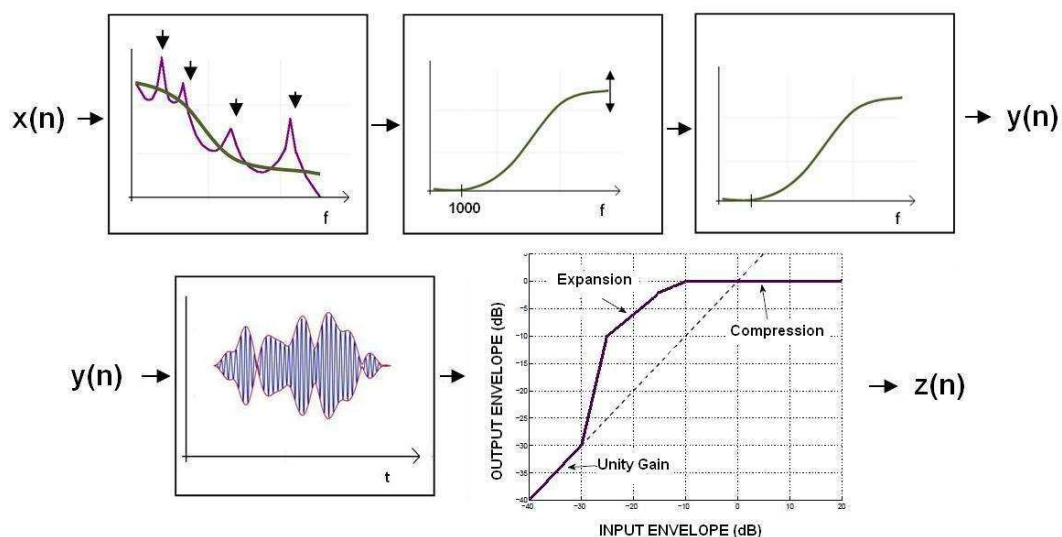 x(n)
f
1000
f
f
y(n)
y(n)
t
OUTPUT ENVELOPE (dB)
5
0
−5
−10
−15
−20
−25
−30
−35
−40
Expansion
Compression
Unity Gain
−40
−30
−20
−10
0
10
20
INPUT ENVELOPE (dB)
z(n)